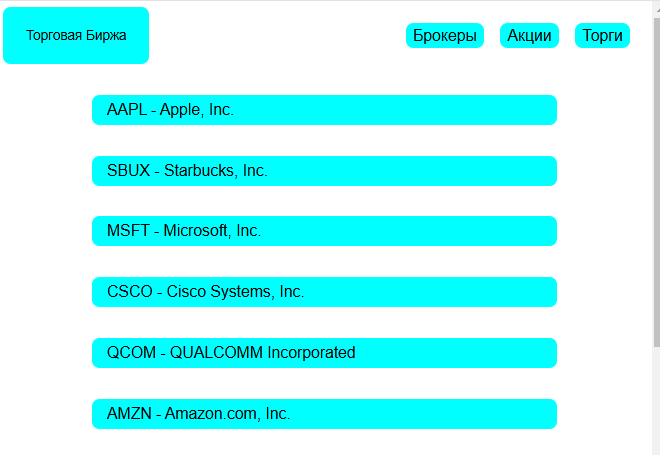 Торговая Биржа
Брокеры Акции Торги
AAPL - Apple, Inc.
SBUX - Starbucks, Inc.
MSFT - Microsoft, Inc.
CSCO - Cisco Systems, Inc.
QCOM - QUALCOMM Incorporated
AMZN - Amazon.com, Inc.